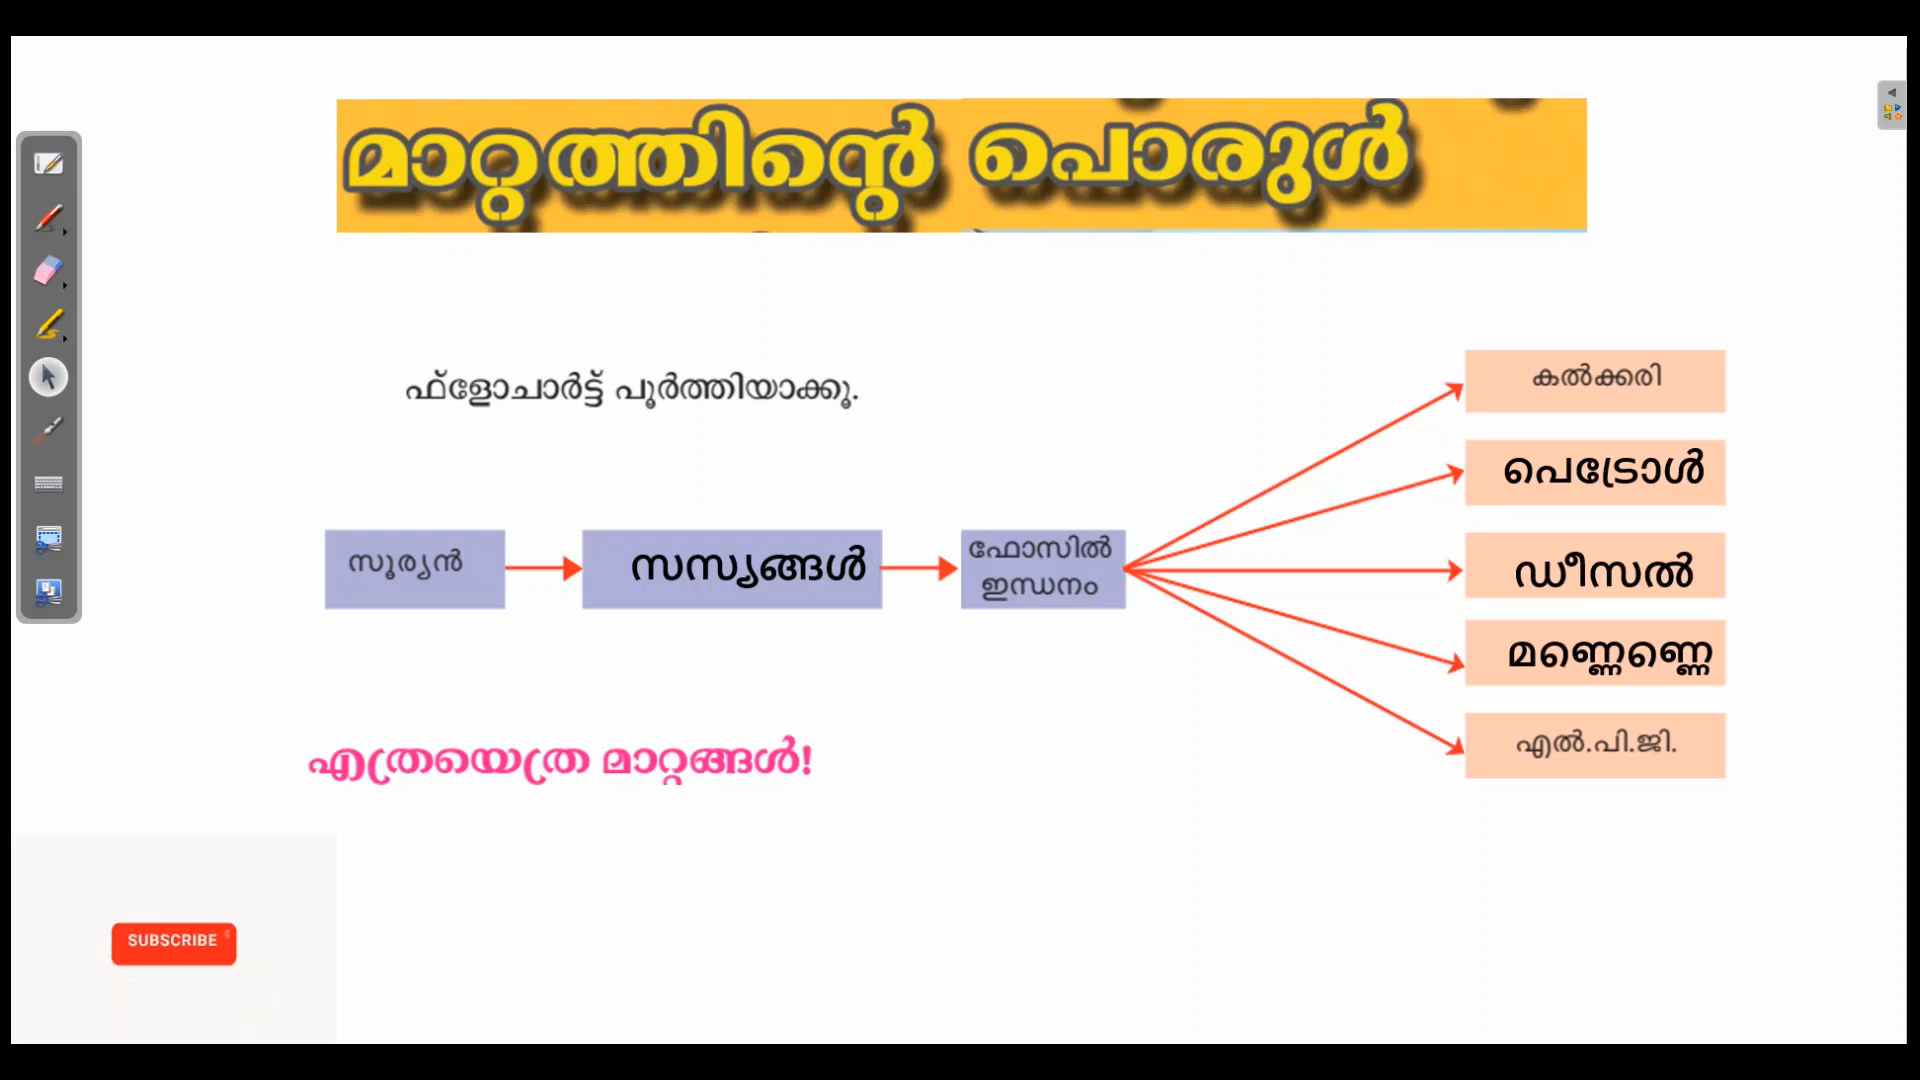 മാറ്റത്തിന്റെ പൊരുൾ
ഫ്ളോചാർട്ട് പൂർത്തിയാക്കൂ.
സൂര്യൻ
സസ്യങ്ങൾ
ഫോസിൽ
ഇന്ധനം
കൽക്കരി
പെട്രോൾ
ഡീസൽ
മണ്ണെണ്ണെ
എൽ.പി.ജി.
എത്രയെത്ര മാറ്റങ്ങൾ!
SUBSCRIBE